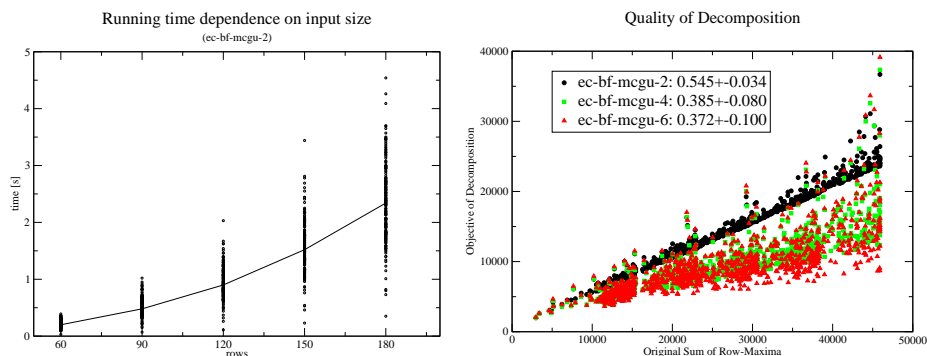 Running time dependence on input size
(ec-bf-mcgu-2)
5
4
3
2
1
0
time [s]
60
90
120
150
180
rows
Quality of Decomposition
40000
30000
20000
10000
0
Objective of Decomposition
ec-bf-mcgu-2: 0.545+-0.034
ec-bf-mcgu-4: 0.385+-0.080
ec-bf-mcgu-6: 0.372+-0.100
0
10000
20000
30000
40000
50000
Original Sum of Row-Maxima